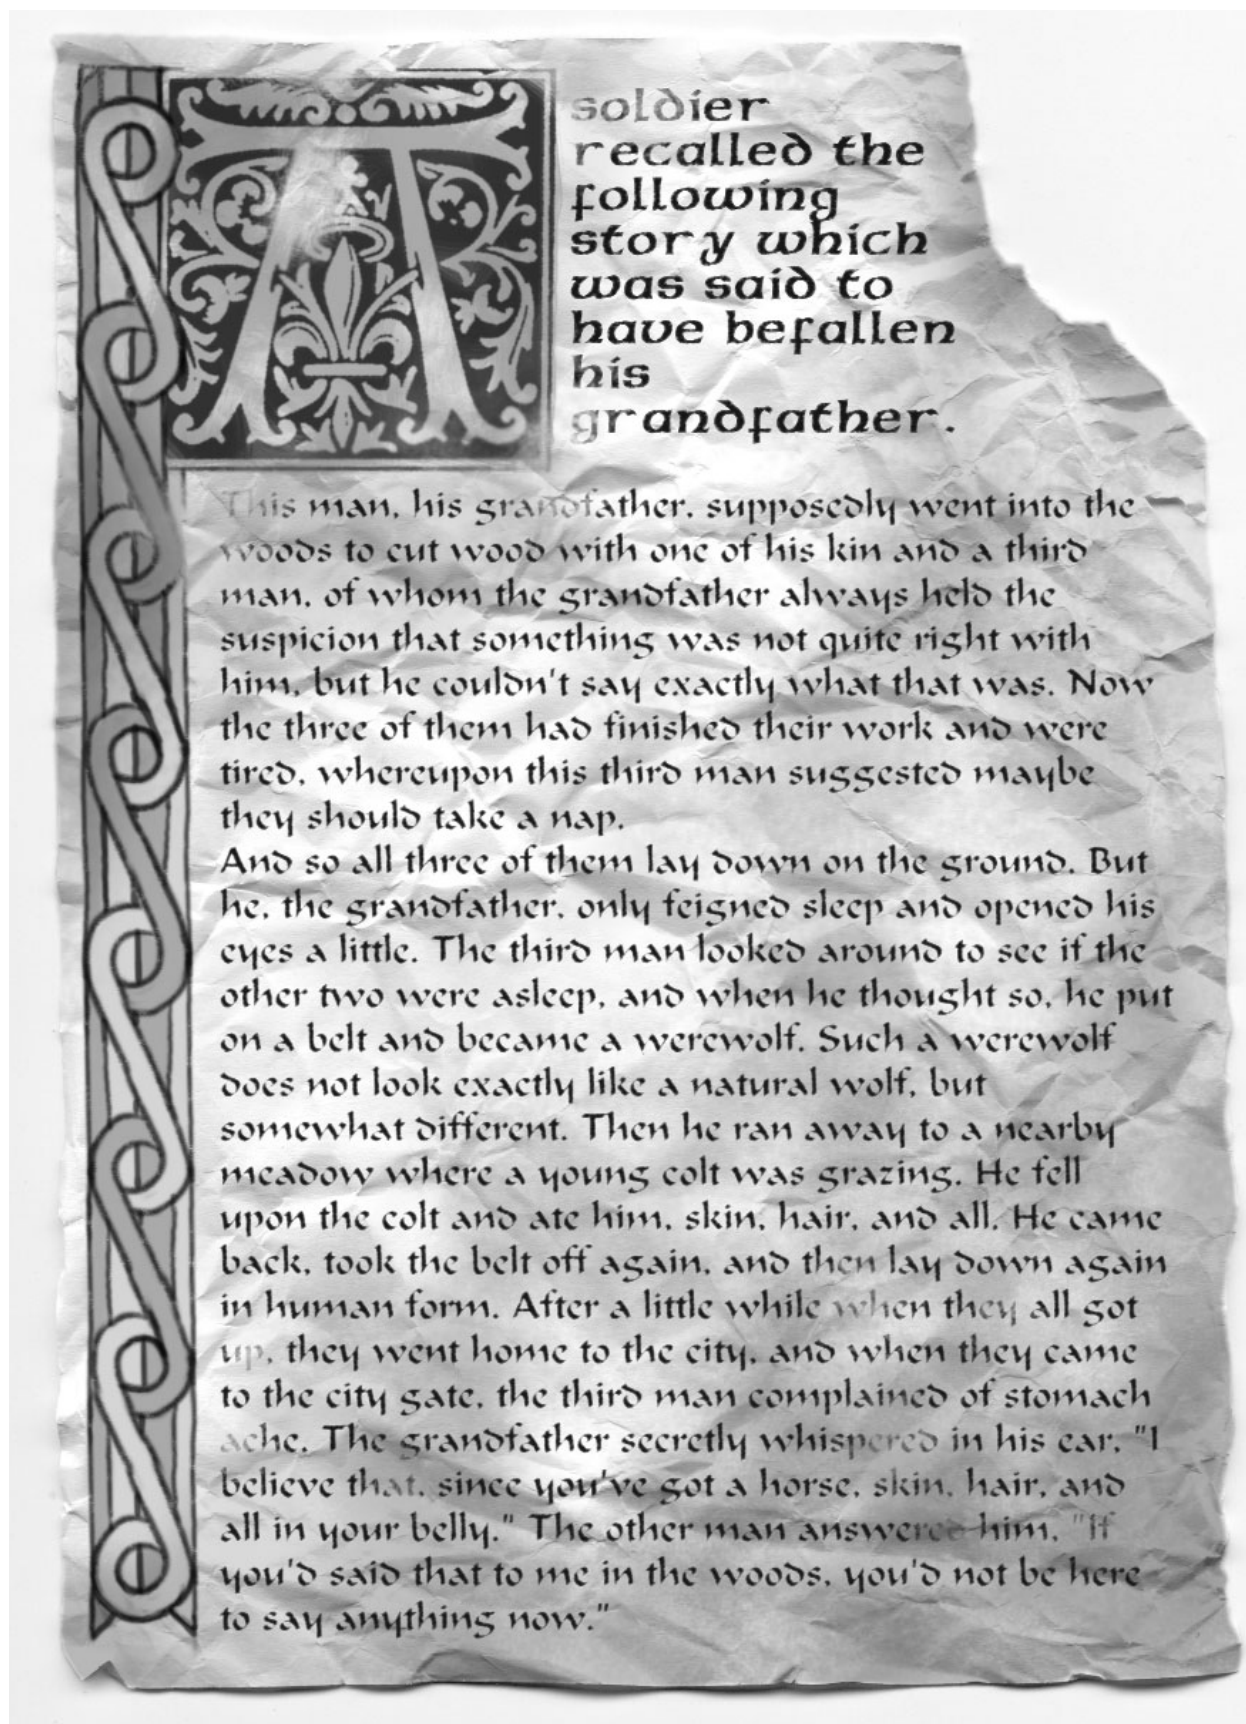 A soldier
recalled the
following
story which
was said to
have befallen
his
grandfather.
This man, his grandfather, supposedly went into the
woods to cut wood with one of his kin and a third
man, of whom the grandfather always held the
suspicion that something was not quite right with
him, but he couldn't say exactly what that was. Now
the three of them had finished their work and were
tired, whereupon this third man suggested maybe
they should take a nap.
And so all three of them lay down on the ground. But
he, the grandfather, only feigned sleep and opened his
eyes a little. The third man looked around to see if the
other two were asleep, and when he thought so, he put
on a belt and became a werewolf. Such a werewolf
does not look exactly like a natural wolf, but
somewhat different. Then he ran away to a nearby
meadow where a young colt was grazing. He fell
upon the colt and ate him, skin, hair, and all. He came
back, took the belt off again, and then lay down again
in human form. After a little while when they all got
up, they went home to the city, and when they came
to the city gate, the third man complained of stomach
ache. The grandfather secretly whispered in his ear, "I
believe that, since you've got a horse, skin, hair, and
all in your belly." The other man answered him, "If
you'd said that to me in the woods, you'd not be here
to say anything now."